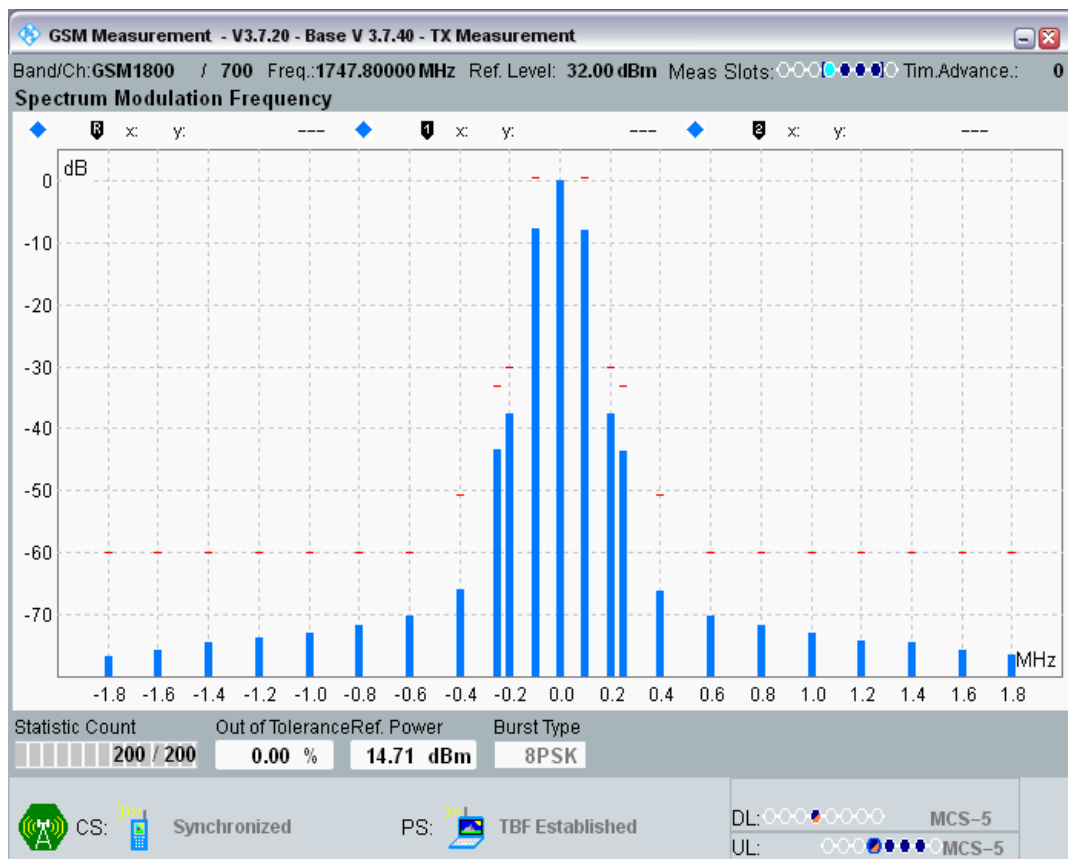 GSM Measurement - V3.7.20 - Base V 3.7.40 - TX Measurement
Band/Ch:GSM1800 / 700 Freq.:1747.80000 MHz Ref. Level: 32.00 dBm Meas Slots: Tim.Advance.: 0
Spectrum Modulation Frequency
R x: y: --- 1 x: y: --- 2 x: y: ---
dB
0
-10
-20
-30
-40
-50
-60
-70
MHz
-1.8 -1.6 -1.4 -1.2 -1.0 -0.8 -0.6 -0.4 -0.2 0.0 0.2 0.4 0.6 0.8 1.0 1.2 1.4 1.6 1.8
Statistic Count Out of Tolerance Ref. Power Burst Type
200 / 200 0.00 % 14.71 dBm 8PSK
CS: Synchronized PS: TBF Established
DL: MCS-5
UL: MCS-5